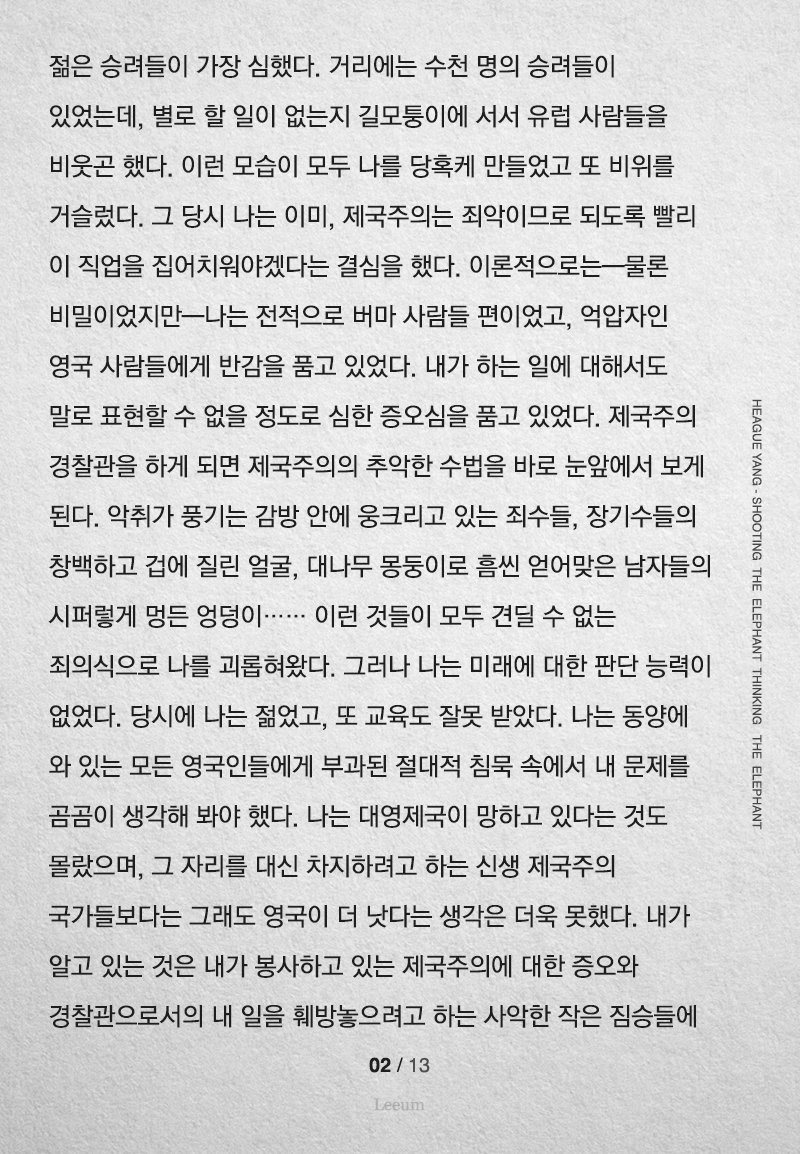 젊은 승려들이 가장 심했다. 거리에는 수천 명의 승려들이
있었는데, 별로 할 일이 없는지 길모퉁이에 서서 유럽 사람들을
비웃곤 했다. 이런 모습이 모두 나를 당혹케 만들었고 또 비위를
거슬렀다. 그 당시 나는 이미, 제국주의는 죄악이므로 되도록 빨리
이 직업을 집어치워야겠다는 결심을 했다. 이론적으로는—물론
비밀이었지만—나는 전적으로 버마 사람들 편이었고, 억압자인
영국 사람들에게 반감을 품고 있었다. 내가 하는 일에 대해서도
말로 표현할 수 없을 정도로 심한 증오심을 품고 있었다. 제국주의
경찰관을 하게 되면 제국주의의 추악한 수법을 바로 눈앞에서 보게
된다. 악취가 풍기는 감방 안에 웅크리고 있는 죄수들, 장기수들의
창백하고 겁에 질린 얼굴, 대나무 몽둥이로 흠씬 얻어맞은 남자들의
시퍼렇게 멍든 엉덩이…… 이런 것들이 모두 견딜 수 없는
죄의식으로 나를 괴롭혀왔다. 그러나 나는 미래에 대한 판단 능력이
없었다. 당시에 나는 젊었고, 또 교육도 잘못 받았다. 나는 동양에
와 있는 모든 영국인들에게 부과된 절대적 침묵 속에서 내 문제를
곰곰이 생각해 봐야 했다. 나는 대영제국이 망하고 있다는 것도
몰랐으며, 그 자리를 대신 차지하려고 하는 신생 제국주의
국가들보다는 그래도 영국이 더 낫다는 생각은 더욱 못했다. 내가
알고 있는 것은 내가 봉사하고 있는 제국주의에 대한 증오와
경찰관으로서의 내 일을 훼방놓으려고 하는 사악한 작은 짐승들에
HEAGUE YANG - SHOOTING THE ELEPHANT THINKING THE ELEPHANT
02 / 13
Leeum